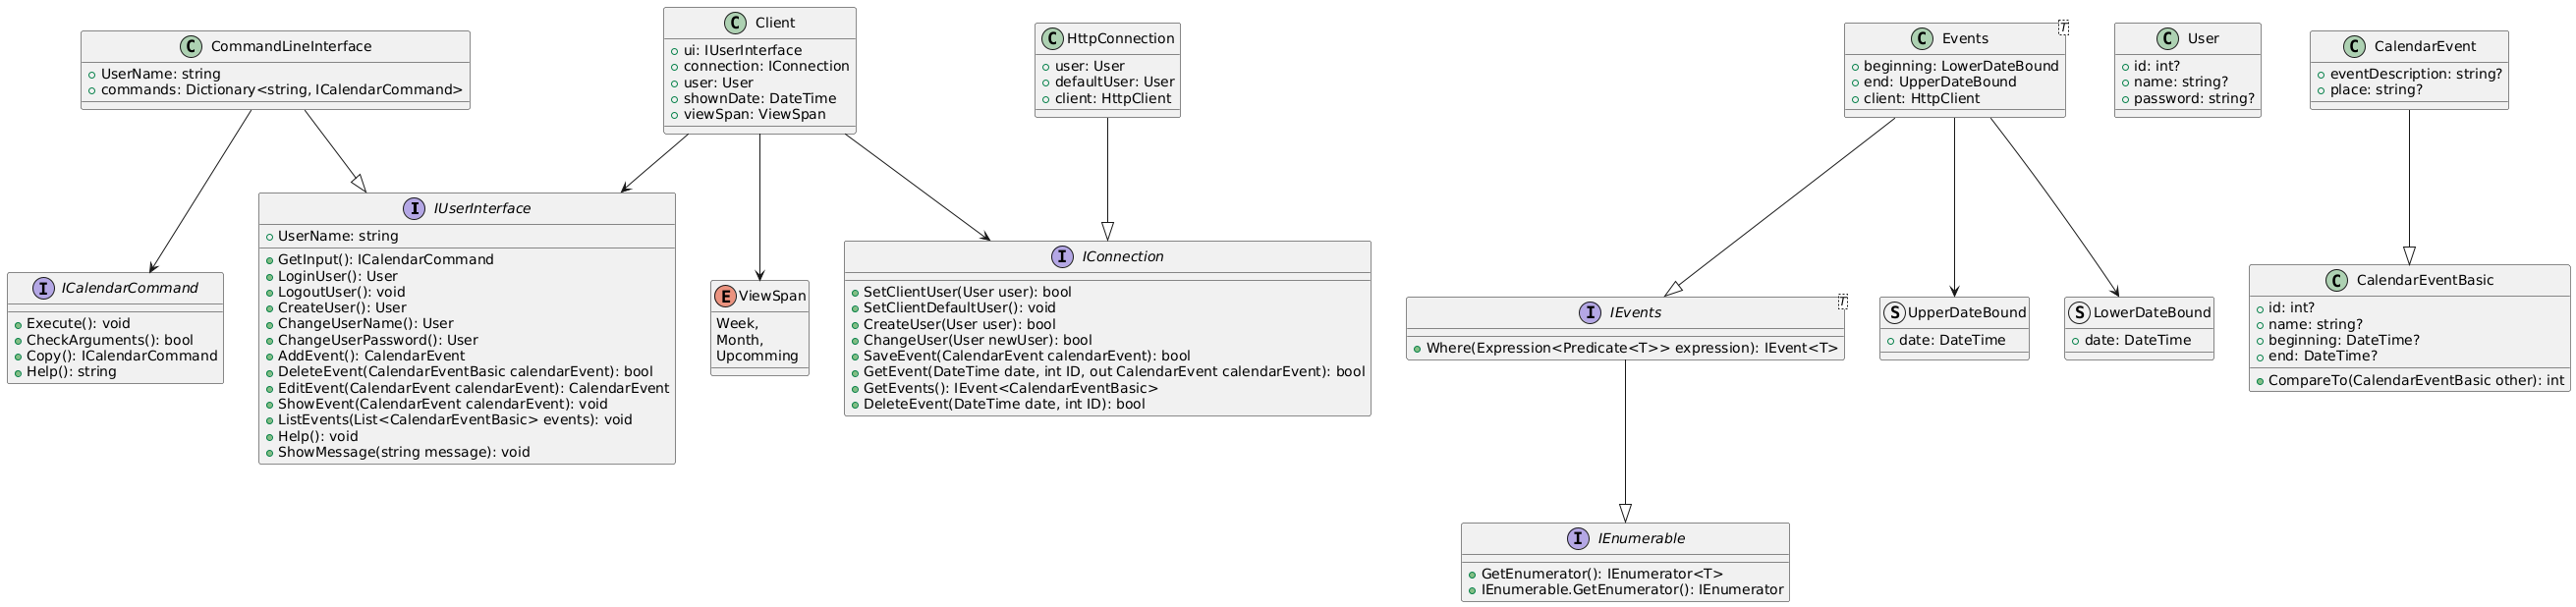 C CommandLineInterface
UserName: string
commands: Dictionary<string, ICalendarCommand>
C Client
ui: IUserInterface
connection: IConnection
user: User
shownDate: DateTime
viewSpan: ViewSpan
C HttpConnection
user: User
defaultUser: User
client: HttpClient
C Events T
beginning: LowerDateBound
end: UpperDateBound
client: HttpClient
C User
id: int?
name: string?
password: string?
C CalendarEvent
eventDescription: string?
place: string?
I ICalendarCommand
Execute(): void
CheckArguments(): bool
Copy(): ICalendarCommand
Help(): string
I IUserInterface
UserName: string
GetInput(): ICalendarCommand
LoginUser(): User
LogoutUser(): void
CreateUser(): User
ChangeUserName(): User
ChangeUserPassword(): User
AddEvent(): CalendarEvent
DeleteEvent(CalendarEventBasic calendarEvent): bool
EditEvent(CalendarEvent calendarEvent): CalendarEvent
ShowEvent(CalendarEvent calendarEvent): void
ListEvents(List<CalendarEventBasic> events): void
Help(): void
ShowMessage(string message): void
E ViewSpan
Week,
Month,
Upcomming
I IConnection
SetClientUser(User user): bool
SetClientDefaultUser(): void
CreateUser(User user): bool
ChangeUser(User newUser): bool
SaveEvent(CalendarEvent calendarEvent): bool
GetEvent(DateTime date, int ID, out CalendarEvent calendarEvent): bool
GetEvents(): IEvent<CalendarEventBasic>
DeleteEvent(DateTime date, int ID): bool
I IEvents T
Where(Expression<Predicate<T>> expression): IEvent<T>
S UpperDateBound
date: DateTime
S LowerDateBound
date: DateTime
C CalendarEventBasic
id: int?
name: string?
beginning: DateTime?
end: DateTime?
CompareTo(CalendarEventBasic other): int
I IEnumerable
GetEnumerator(): IEnumerator<T>
IEnumerable.GetEnumerator(): IEnumerator